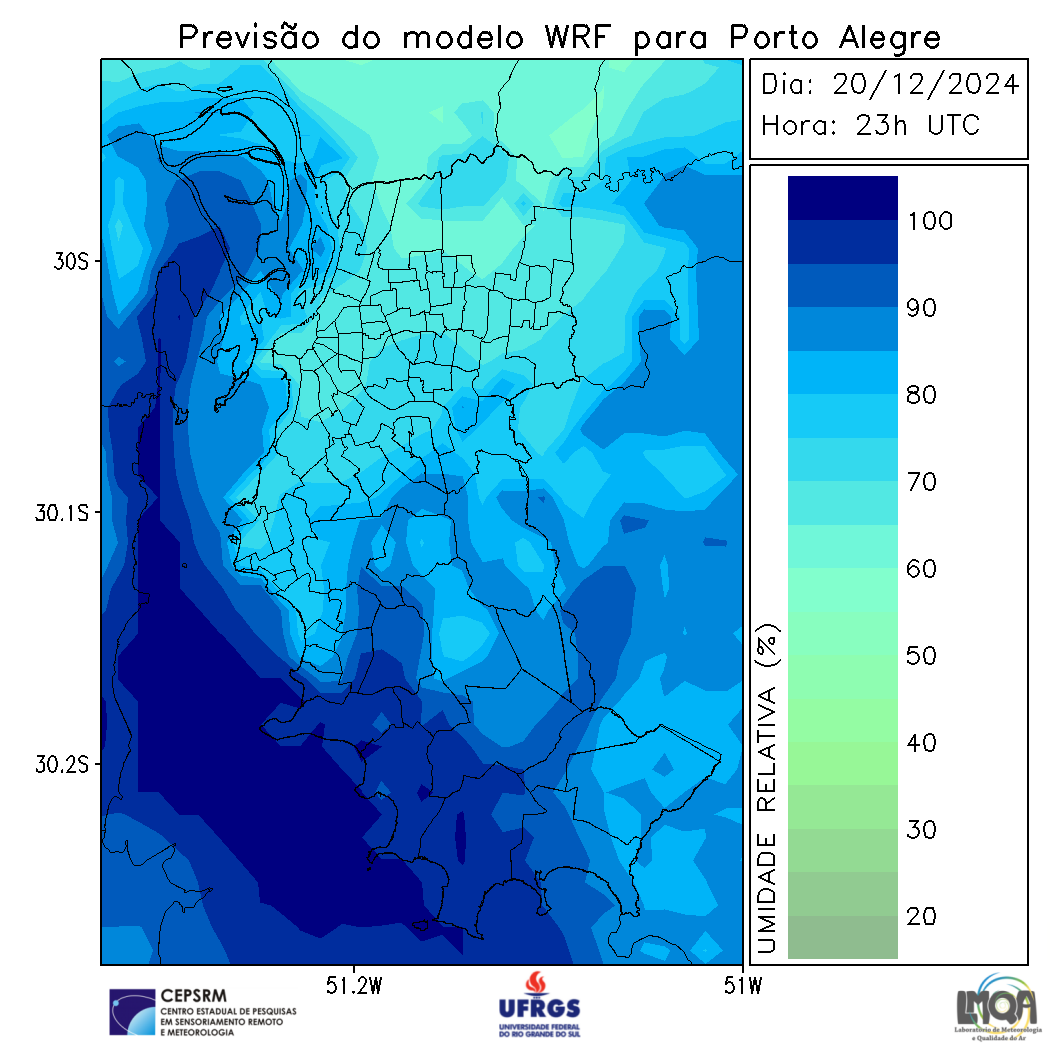 Previsão do modelo WRF para Porto Alegre
Dia: 20/12/2024
Hora: 23h UTC
30S
30.1S
30.2S
51.2W
51W
UMIDADE RELATIVA (%)
100
90
80
70
60
50
40
30
20
CEPSRM
CENTRO ESTADUAL DE PESQUISAS
EM SENSORIAMENTO REMOTO
E METEOROLOGIA
UFRGS
UNIVERSIDADE FEDERAL
DO RIO GRANDE DO SUL
LMQA
Laboratório de Meteorologia
e Qualidade do Ar